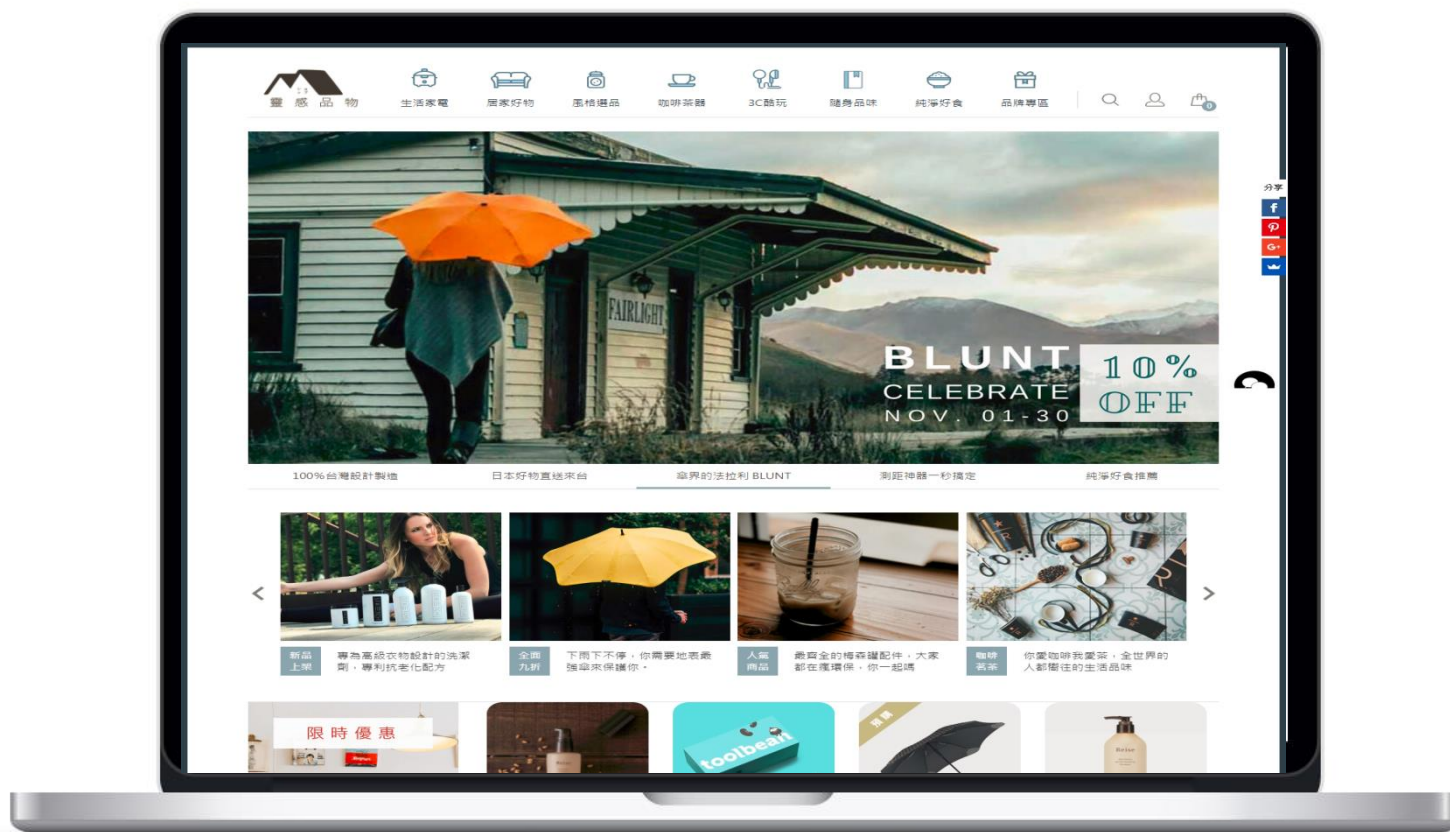 靈感品物
生活家電
居家好物
風格選品
咖啡茶器
3C酷玩
隨身品味
純淨好食
品牌專區
0
分享
f
G+
FAIRLIGHT
BLUNT
CELEBRATE
NOV. 01-30
10%
OFF
100%台灣設計製造
日本好物直送來台
傘界的法拉利 BLUNT
測距神器一秒搞定
純淨好食推薦
新品
上架
專為高級衣物設計的洗潔
劑，專利抗老化配方
全面
九折
下雨下不停，你需要地表最
強傘來保護你。
人氣
商品
最齊全的梅森罐配件，大家
都在瘋環保，你一起嗎
咖啡
茗茶
你愛咖啡我愛茶，全世界的
人都嚮往的生活品味
限時優惠
toolbean
預購